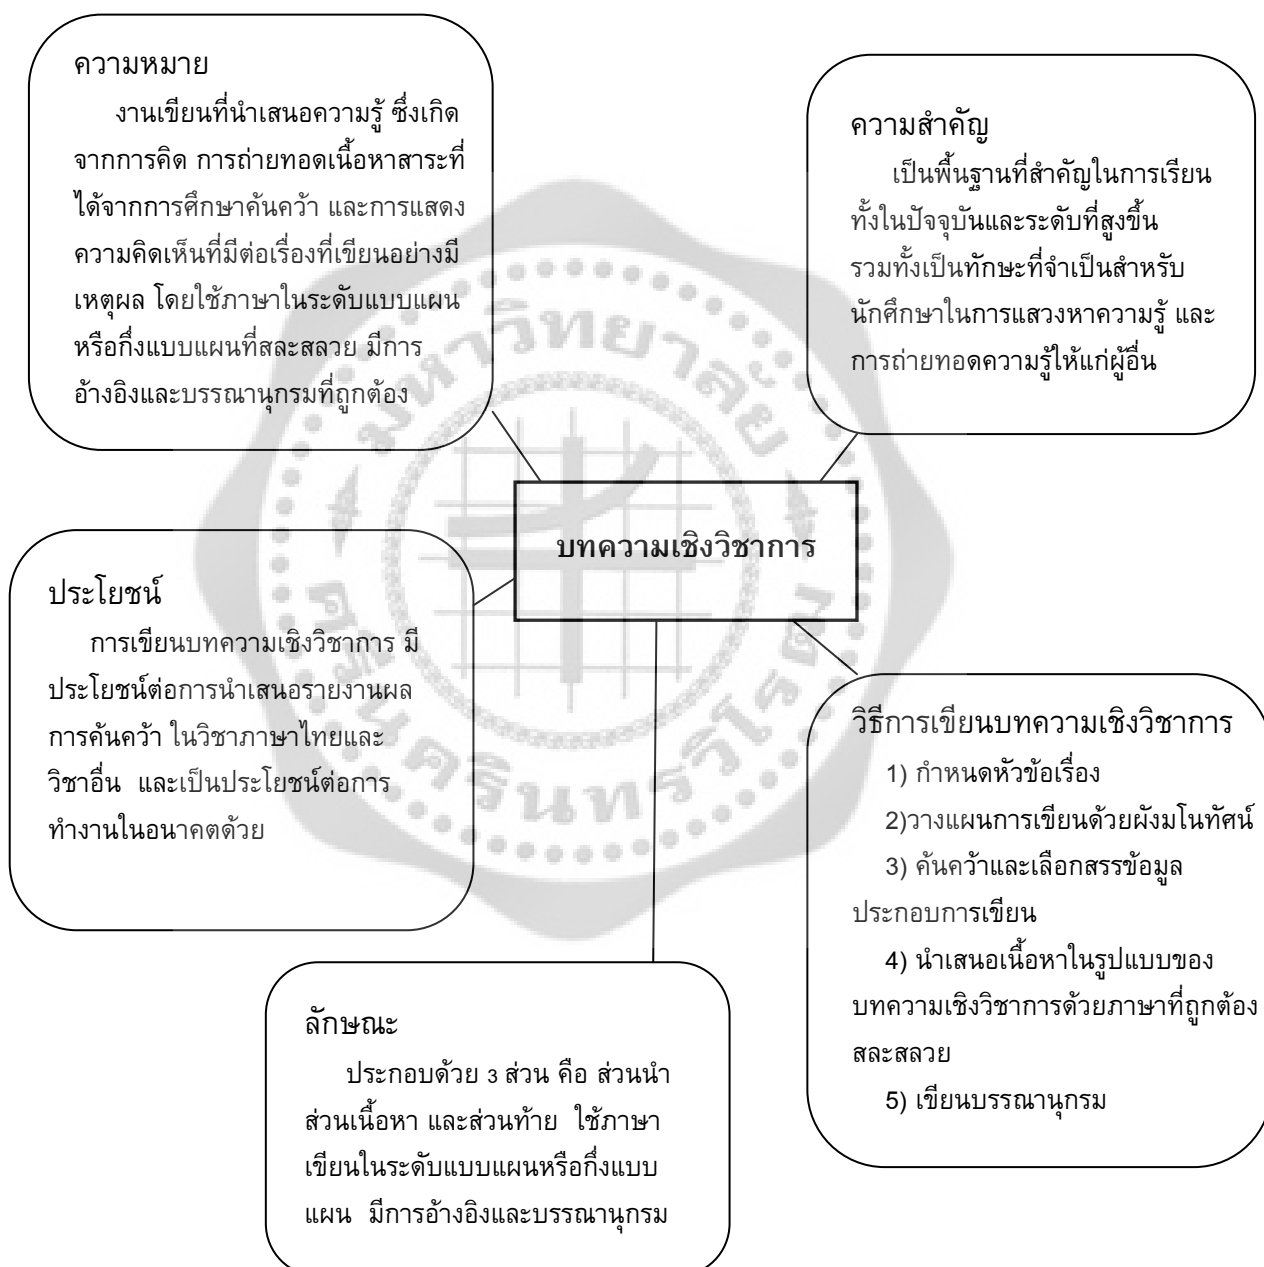 ความหมาย
งานเขียนที่นำเสนอความรู้ ซึ่งเกิด
จากการคิด การถ่ายทอดเนื้อหาสาระที่
ได้จากการศึกษาค้นคว้า และการแสดง
ความคิดเห็นที่มีต่อเรื่องที่เขียนอย่างมี
เหตุผล โดยใช้ภาษาในระดับแบบแผน
หรือกึ่งแบบแผนที่สละสลวย มีการ
อ้างอิงและบรรณานุกรมที่ถูกต้อง
ความสำคัญ
เป็นพื้นฐานที่สำคัญในการเรียน
ทั้งในปัจจุบันและระดับที่สูงขึ้น
รวมทั้งเป็นทักษะที่จำเป็นสำหรับ
นักศึกษาในการแสวงหาความรู้ และ
การถ่ายทอดความรู้ให้แก่ผู้อื่น
บทความเชิงวิชาการ
ประโยชน์
การเขียนบทความเชิงวิชาการ มี
ประโยชน์ต่อการนำเสนอรายงานผล
การค้นคว้า ในวิชาภาษาไทยและ
วิชาอื่น และเป็นประโยชน์ต่อการ
ทำงานในอนาคตด้วย
วิธีการเขียนบทความเชิงวิชาการ
1) กำหนดหัวข้อเรื่อง
2)วางแผนการเขียนด้วยผังมโนทัศน์
3) ค้นคว้าและเลือกสรรข้อมูล
ประกอบการเขียน
4) นำเสนอเนื้อหาในรูปแบบของ
บทความเชิงวิชาการด้วยภาษาที่ถูกต้อง
สละสลวย
5) เขียนบรรณานุกรม
ลักษณะ
ประกอบด้วย 3 ส่วน คือ ส่วนนำ
ส่วนเนื้อหา และส่วนท้าย ใช้ภาษา
เขียนในระดับแบบแผนหรือกึ่งแบบ
แผน มีการอ้างอิงและบรรณานุกรม
มหาวิทยาลัย
ศรีนครินทรวิโรฒ